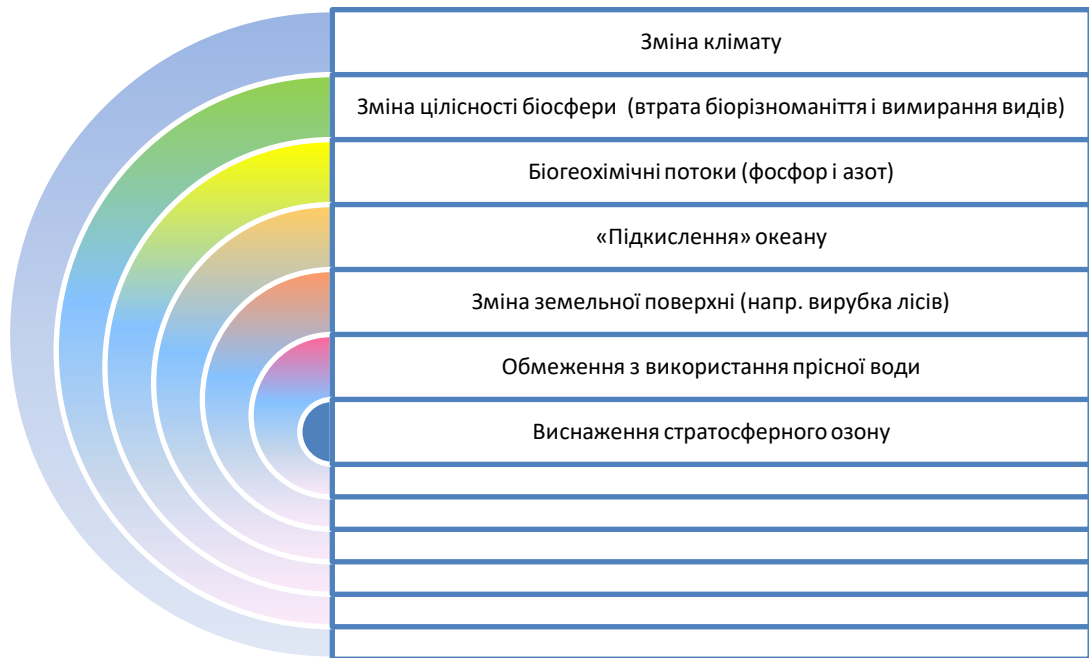 Зміна клімату
Зміна цілісності біосфери (втрата біорізноманіття і вимирання видів)
Біогеохімічні потоки (фосфор і азот)
«Підкислення» океану
Зміна земельної поверхні (напр. вирубка лісів)
Обмеження з використання прісної води
Виснаження стратосферного озону